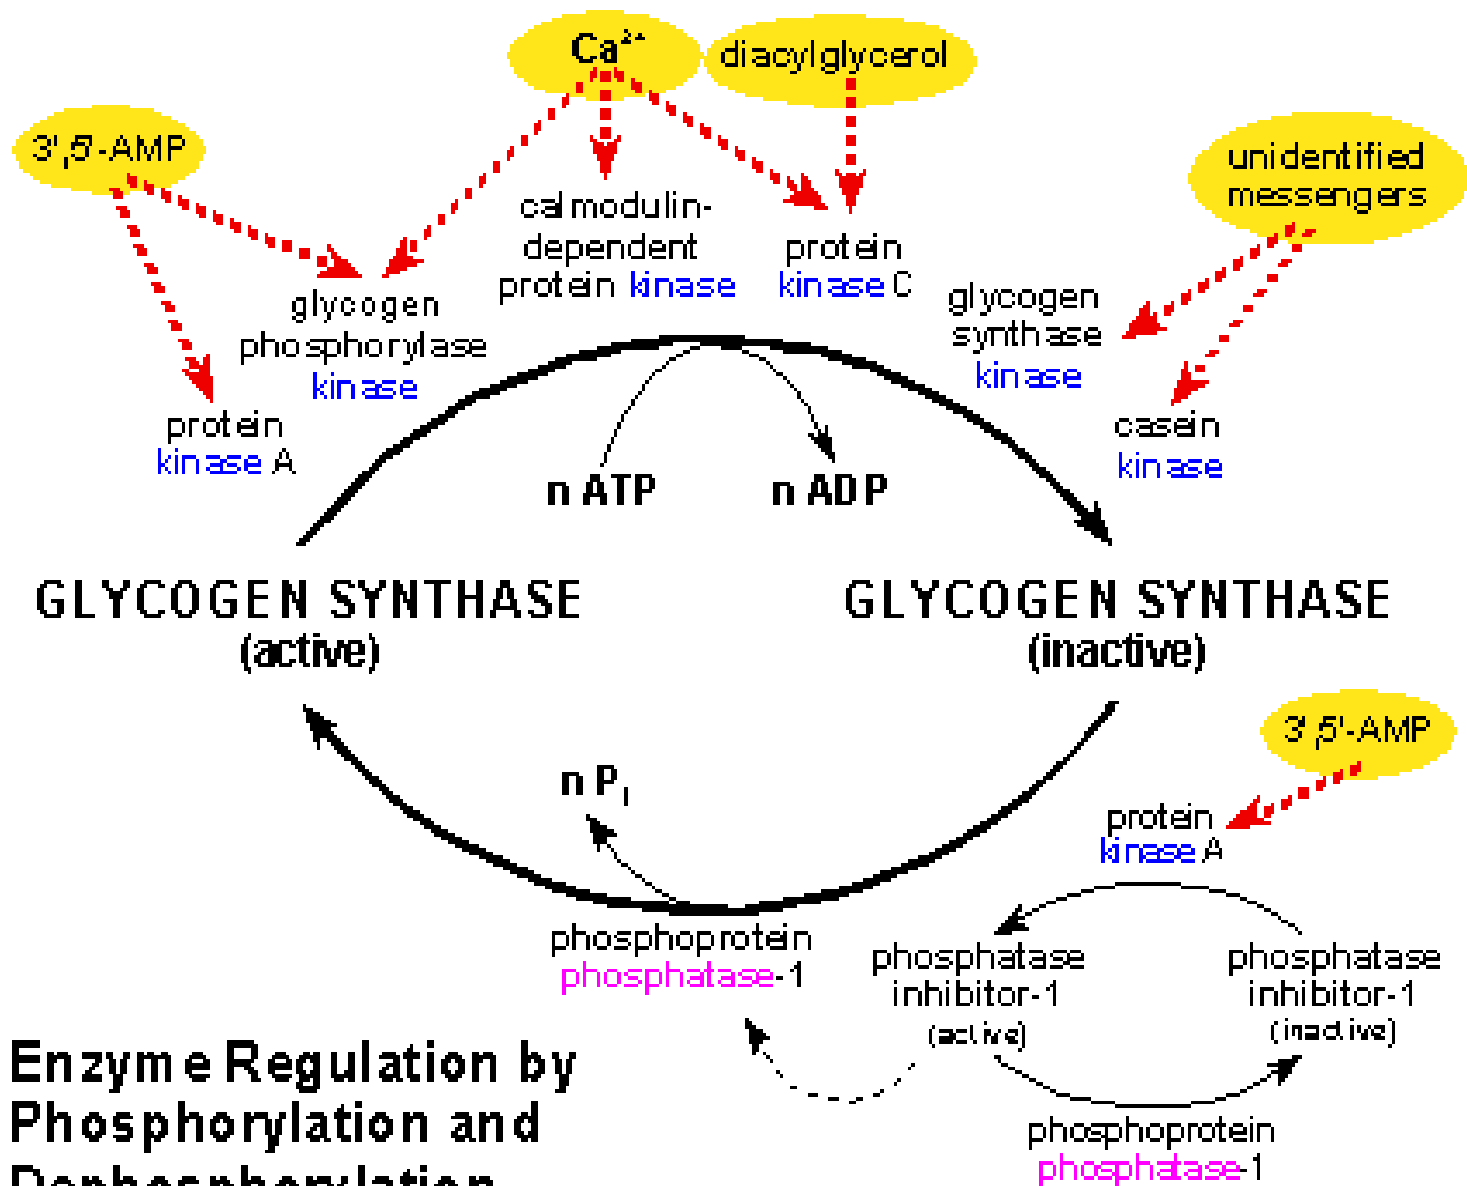 Ca²⁺
diacylglycerol
3',5'-AMP
unidentified
messengers
calmodulin-
dependent
protein kinase
protein
kinase C
glycogen
phosphorylase
kinase
glycogen
synthase
kinase
protein
kinase A
casein
kinase
n ATP
n ADP
GLYCOGEN SYNTHASE
(active)
GLYCOGEN SYNTHASE
(inactive)
3',5'-AMP
n Pi
protein
kinase A
phosphoprotein
phosphatase-1
phosphatase
inhibitor-1
(active)
phosphatase
inhibitor-1
(inactive)
phosphoprotein
phosphatase-1
Enzyme Regulation by
Phosphorylation and
Dephosphorylation